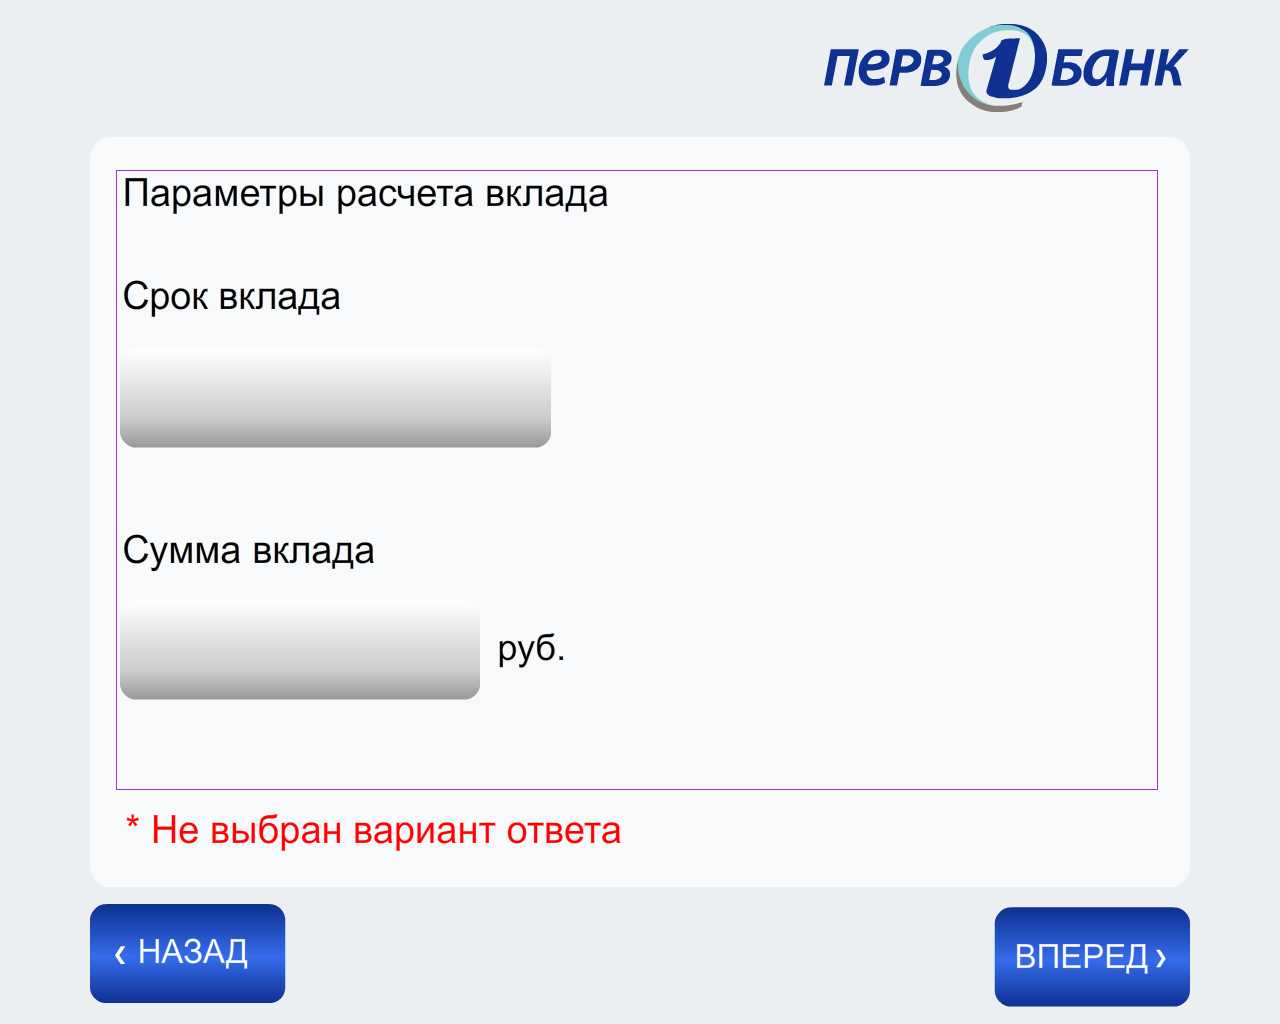 ПЕРВ1БАНК
Параметры расчета вклада
Срок вклада
Сумма вклада
руб.
* Не выбран вариант ответа
‹ НАЗАД
ВПЕРЕД ›